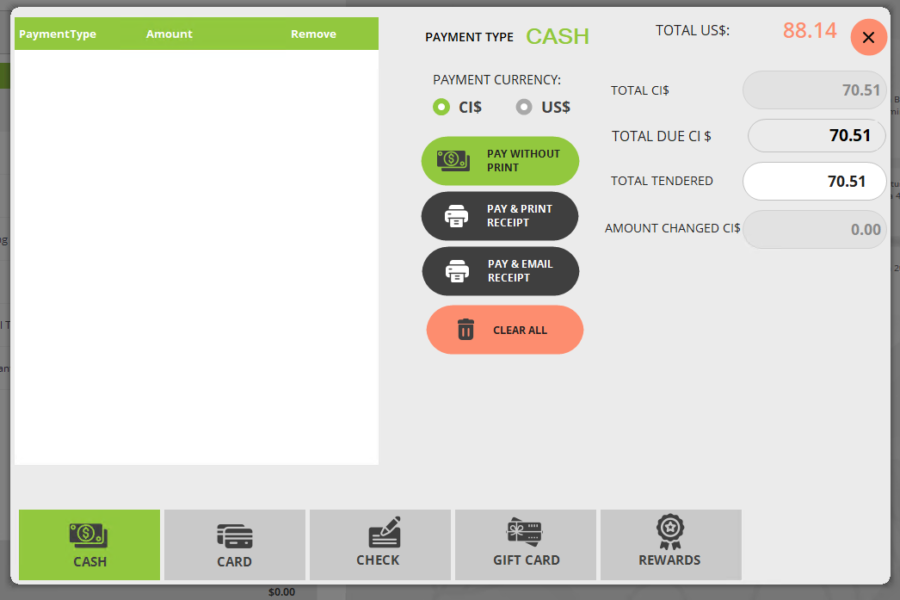 PaymentType Amount Remove
PAYMENT TYPE CASH
TOTAL US$: 88.14
PAYMENT CURRENCY:
CI$ US$
TOTAL CI$ 70.51
TOTAL DUE CI $ 70.51
TOTAL TENDERED 70.51
AMOUNT CHANGED CI$ 0.00
PAY WITHOUT
PRINT
PAY & PRINT
RECEIPT
PAY & EMAIL
RECEIPT
CLEAR ALL
CASH CARD CHECK GIFT CARD REWARDS
$0.00